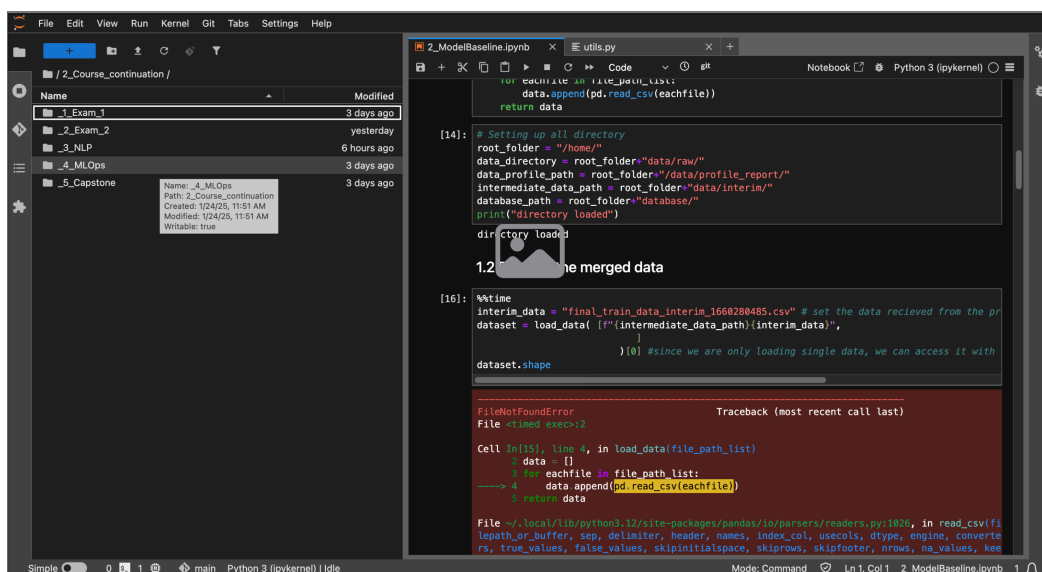 File Edit View Run Kernel Git Tabs Settings Help
/ 2_Course_continuation /
Name Modified
_1_Exam_1 3 days ago
_2_Exam_2 yesterday
_3_NLP 6 hours ago
_4_MLOps 3 days ago
_5_Capstone 3 days ago
Name: _4_MLOps
Path: 2_Course_continuation
Created: 1/24/25, 11:51 AM
Modified: 1/24/25, 11:51 AM
Writable: true
2_ModelBaseline.ipynb utils.py
Code git Notebook Python 3 (ipykernel)
for eachfile in file_path_list:
data.append(pd.read_csv(eachfile))
return data
[14]: # Setting up all directory
root_folder = "/home/"
data_directory = root_folder+"data/raw/"
data_profile_path = root_folder+"/data/profile_report/"
intermediate_data_path = root_folder+"data/interim/"
database_path = root_folder+"database/"
print("directory loaded")
directory loaded
1.2 merged data
[16]: %%time
interim_data = "final_train_data_interim_1660280485.csv" # set the data recieved from the pr
dataset = load_data( [f"{intermediate_data_path}{interim_data}",
]
)[0] #since we are only loading single data, we can access it with
dataset.shape
FileNotFoundError Traceback (most recent call last)
File <timed exec>:2
Cell In[15], line 4, in load_data(file_path_list)
2 data = []
3 for eachfile in file_path_list:
----> 4 data.append(pd.read_csv(eachfile))
5 return data
File ~/.local/lib/python3.12/site-packages/pandas/io/parsers/readers.py:1026, in read_csv(fi
lepath_or_buffer, sep, delimiter, header, names, index_col, usecols, dtype, engine, converte
rs, true_values, false_values, skipinitialspace, skiprows, skipfooter, nrows, na_values, kee
Simple 0 1 main Python 3 (ipykernel) | Idle Mode: Command Ln 1, Col 1 2_ModelBaseline.ipynb 1